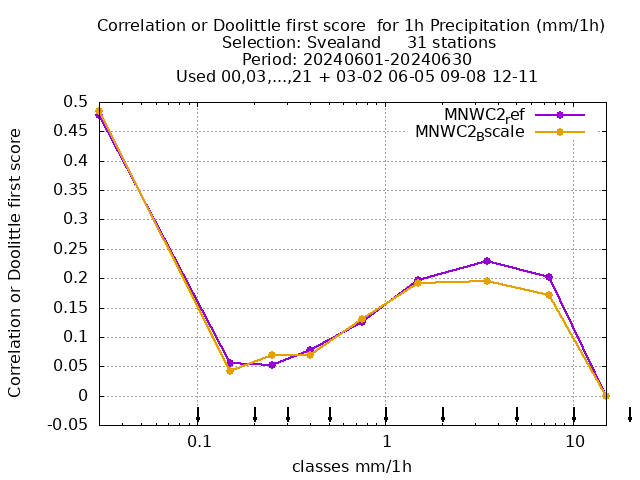 Correlation or Doolittle first score  for 1h Precipitation (mm/1h)
Selection: Svealand     31 stations
Period: 20240601-20240630
Used 00,03,...,21 + 03-02 06-05 09-08 12-11
MNWC2ref
MNWC2Bscale
0.5
0.45
0.4
0.35
0.3
0.25
0.2
0.15
0.1
0.05
0
-0.05
Correlation or Doolittle first score
0.1
1
10
classes mm/1h